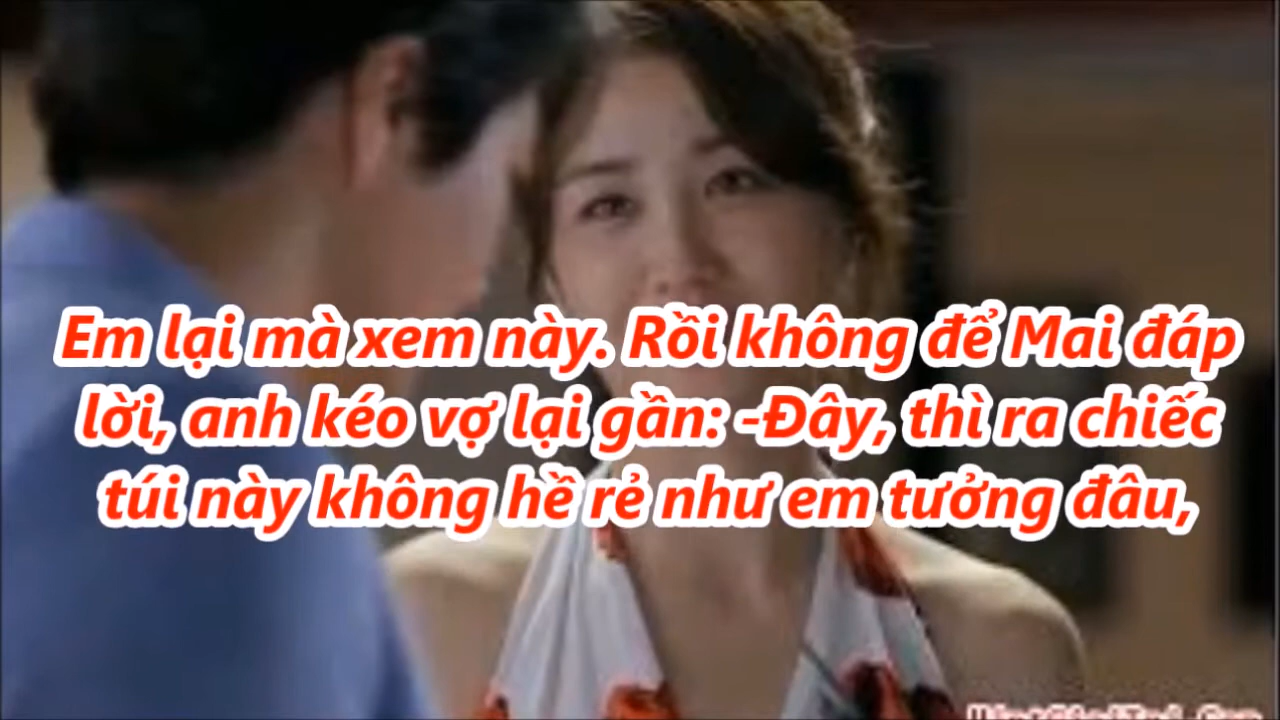 Em lại mà xem này. Rồi không để Mai đáp
lời, anh kéo vợ lại gần: -Đây, thì ra chiếc
túi này không hề rẻ như em tưởng đâu,